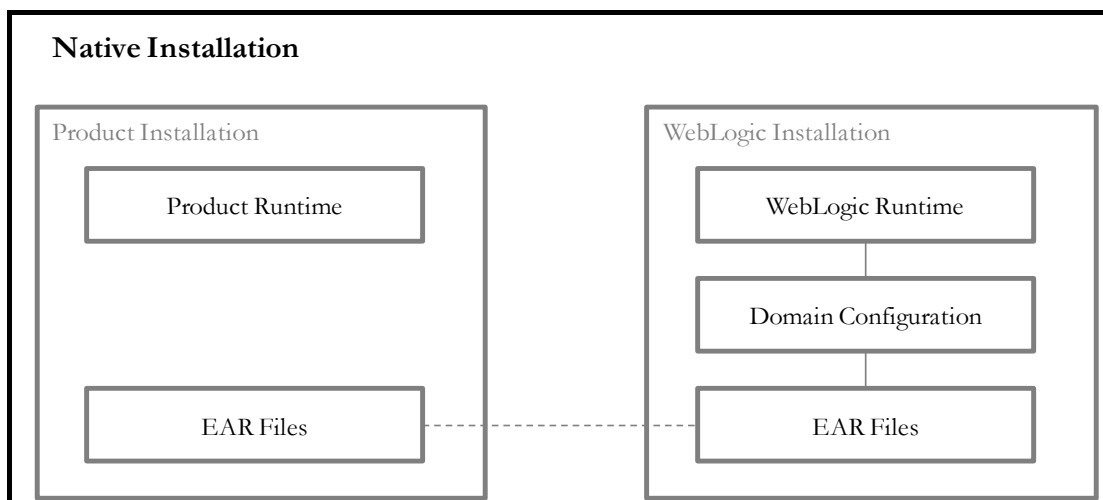 Native Installation
Product Installation
Product Runtime
EAR Files
WebLogic Installation
WebLogic Runtime
Domain Configuration
EAR Files